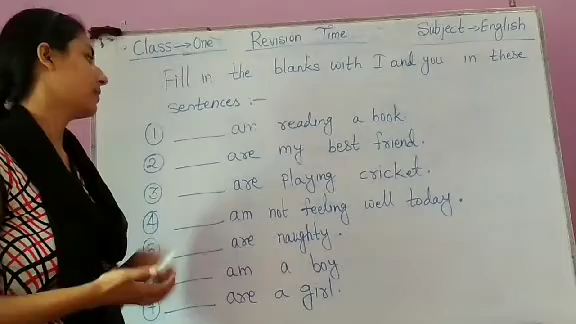 Class → One Revision Time Subject → English
Fill in the blanks with I and you in these
sentences :-
① ____ am reading a book
② ____ are my best friend.
③ ____ are playing cricket.
④ ____ am not feeling well today.
⑤ ____ are naughty.
____ am a boy
⑦ ____ are a girl.